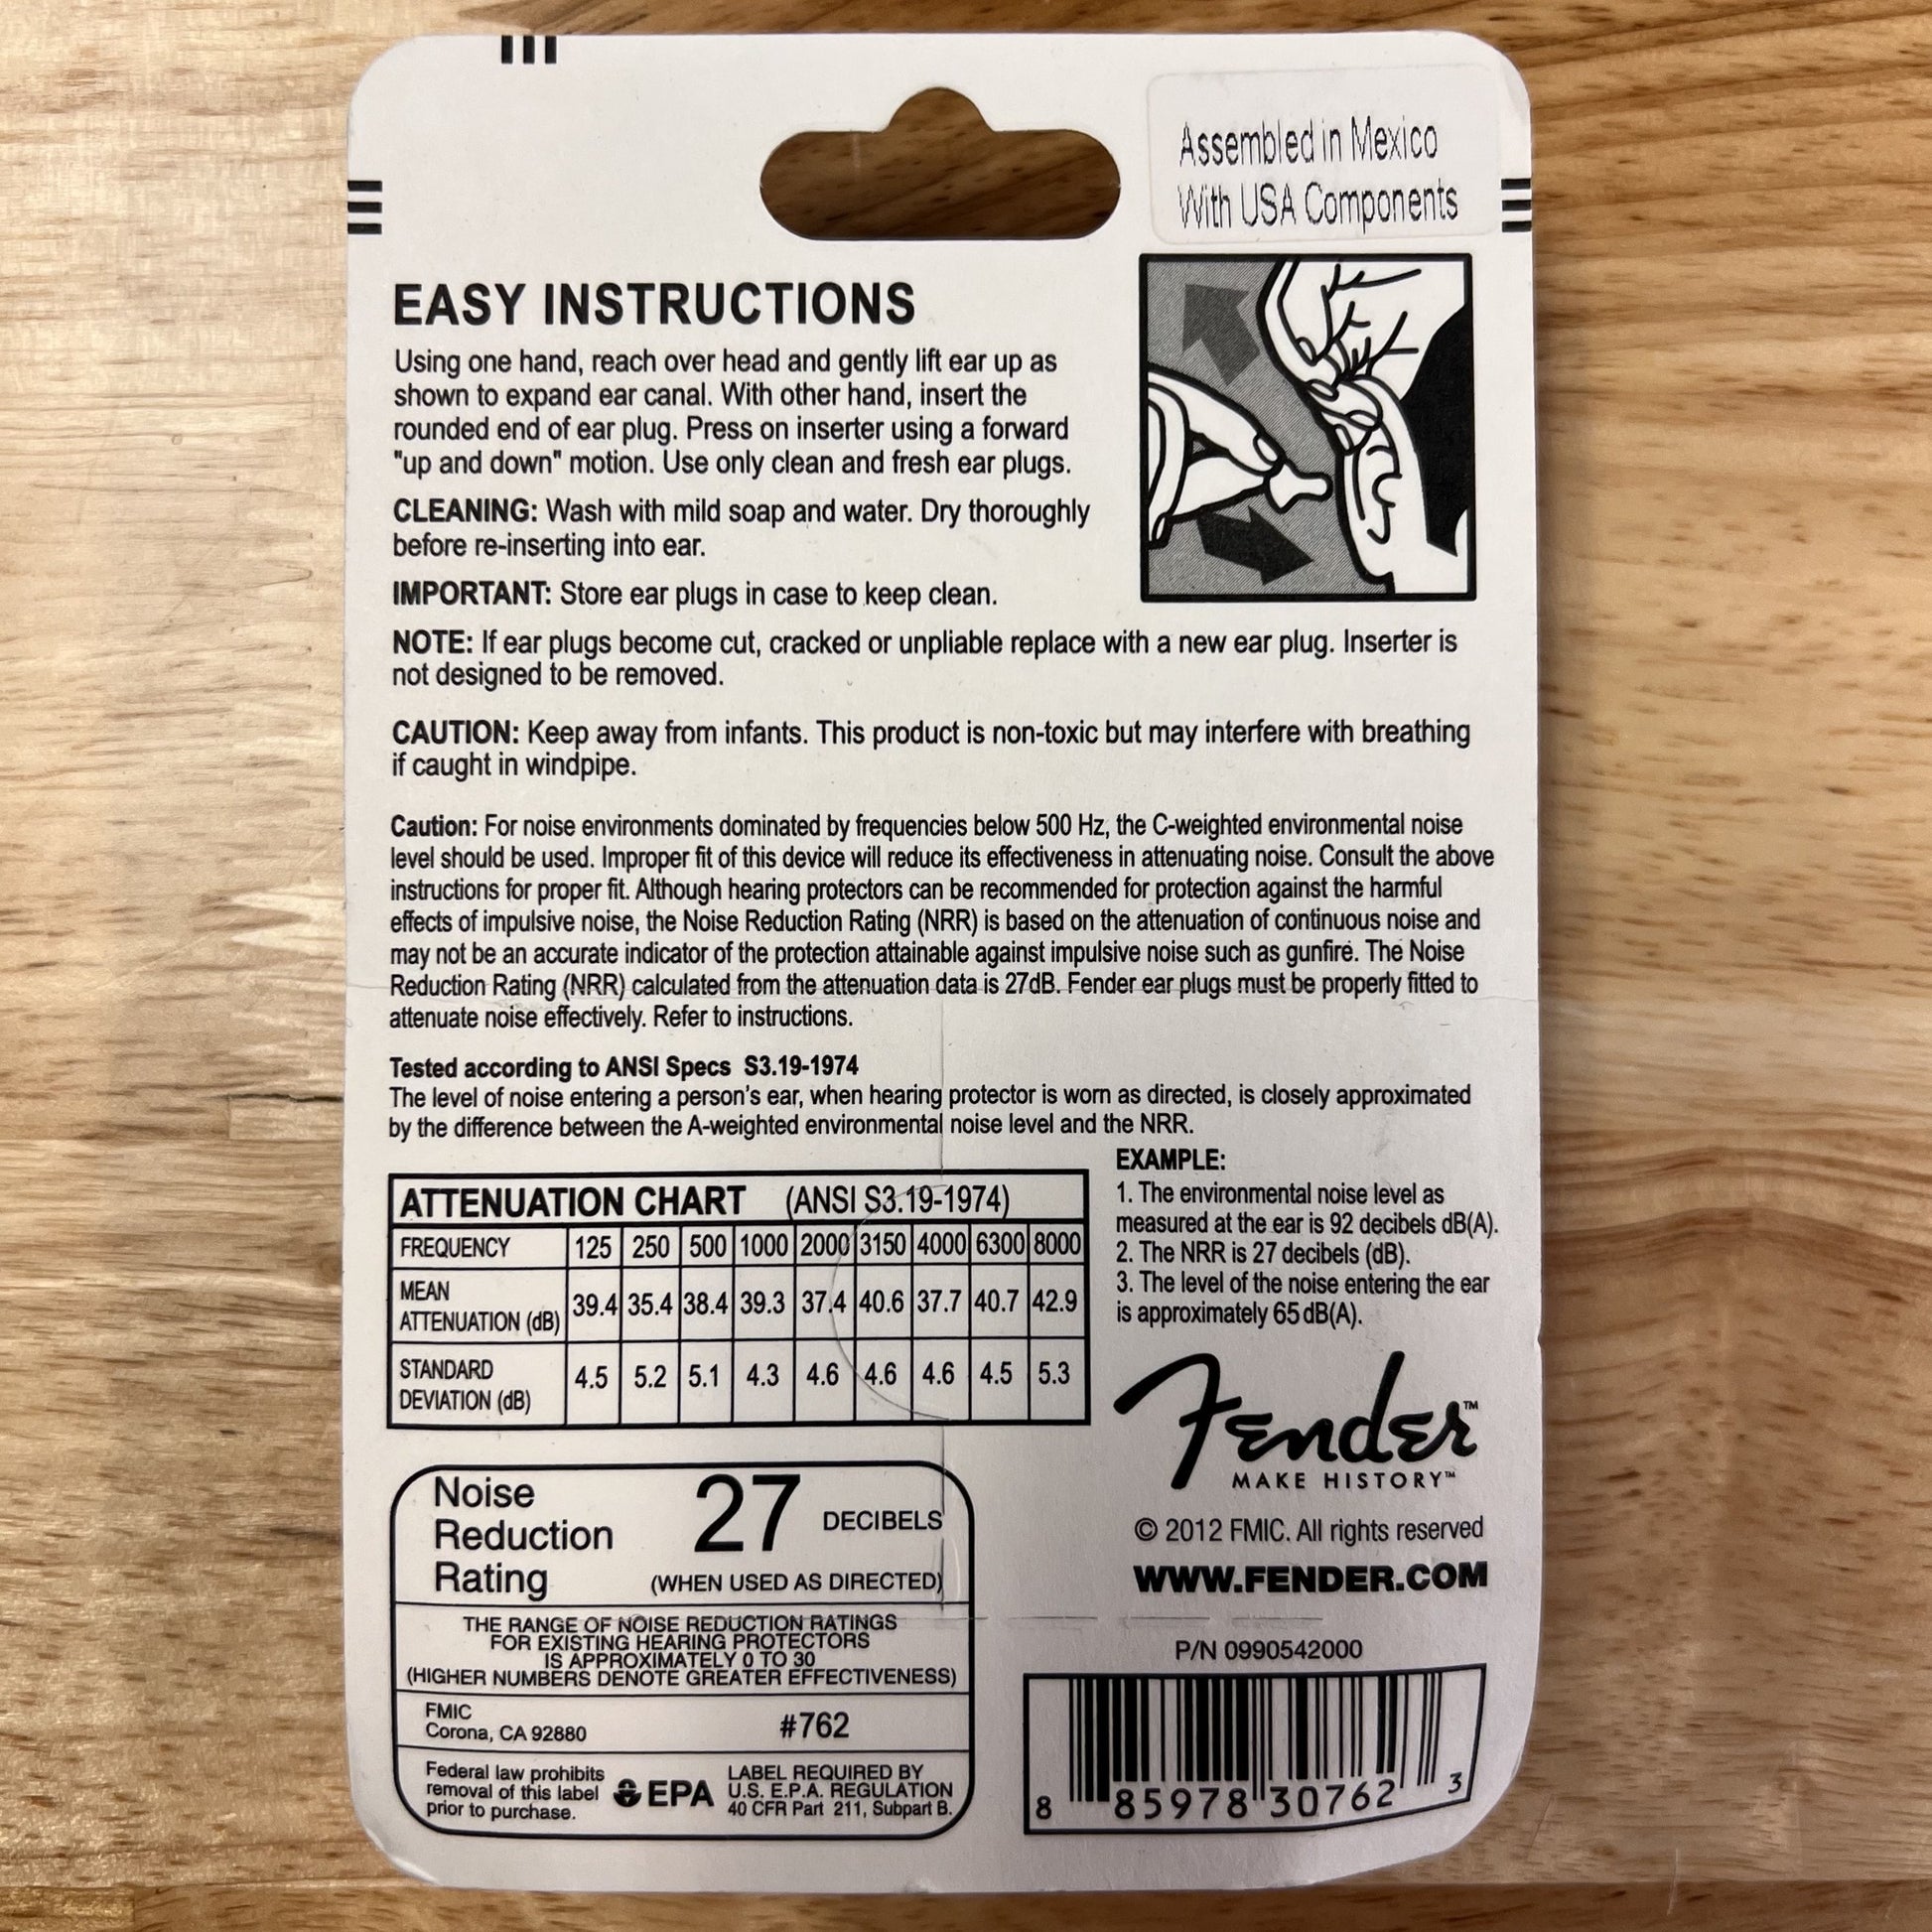 Assembled in Mexico
With USA Components
EASY INSTRUCTIONS
Using one hand, reach over head and gently lift ear up as
shown to expand ear canal. With other hand, insert the
rounded end of ear plug. Press on inserter using a forward
"up and down" motion. Use only clean and fresh ear plugs.
CLEANING: Wash with mild soap and water. Dry thoroughly
before re-inserting into ear.
IMPORTANT: Store ear plugs in case to keep clean.
NOTE: If ear plugs become cut, cracked or unpliable replace with a new ear plug. Inserter is
not designed to be removed.
CAUTION: Keep away from infants. This product is non-toxic but may interfere with breathing
if caught in windpipe.
Caution: For noise environments dominated by frequencies below 500 Hz, the C-weighted environmental noise
level should be used. Improper fit of this device will reduce its effectiveness in attenuating noise. Consult the above
instructions for proper fit. Although hearing protectors can be recommended for protection against the harmful
effects of impulsive noise, the Noise Reduction Rating (NRR) is based on the attenuation of continuous noise and
may not be an accurate indicator of the protection attainable against impulsive noise such as gunfire. The Noise
Reduction Rating (NRR) calculated from the attenuation data is 27dB. Fender ear plugs must be properly fitted to
attenuate noise effectively. Refer to instructions.
Tested according to ANSI Specs S3.19-1974
The level of noise entering a person's ear, when hearing protector is worn as directed, is closely approximated
by the difference between the A-weighted environmental noise level and the NRR.
ATTENUATION CHART (ANSI S3.19-1974)
FREQUENCY 125 250 500 1000 2000 3150 4000 6300 8000
MEAN
ATTENUATION (dB) 39.4 35.4 38.4 39.3 37.4 40.6 37.7 40.7 42.9
STANDARD
DEVIATION (dB) 4.5 5.2 5.1 4.3 4.6 4.6 4.6 4.5 5.3
EXAMPLE:
1. The environmental noise level as
measured at the ear is 92 decibels dB(A).
2. The NRR is 27 decibels (dB).
3. The level of the noise entering the ear
is approximately 65 dB(A).
Fender™
MAKE HISTORY™
© 2012 FMIC. All rights reserved
WWW.FENDER.COM
P/N 0990542000
8 85978 30762 3
Noise
Reduction
Rating
27 DECIBELS
(WHEN USED AS DIRECTED)
THE RANGE OF NOISE REDUCTION RATINGS
FOR EXISTING HEARING PROTECTORS
IS APPROXIMATELY 0 TO 30
(HIGHER NUMBERS DENOTE GREATER EFFECTIVENESS)
FMIC
Corona, CA 92880
#762
Federal law prohibits
removal of this label
prior to purchase.
EPA
LABEL REQUIRED BY
U.S. E.P.A. REGULATION
40 CFR Part 211, Subpart B.